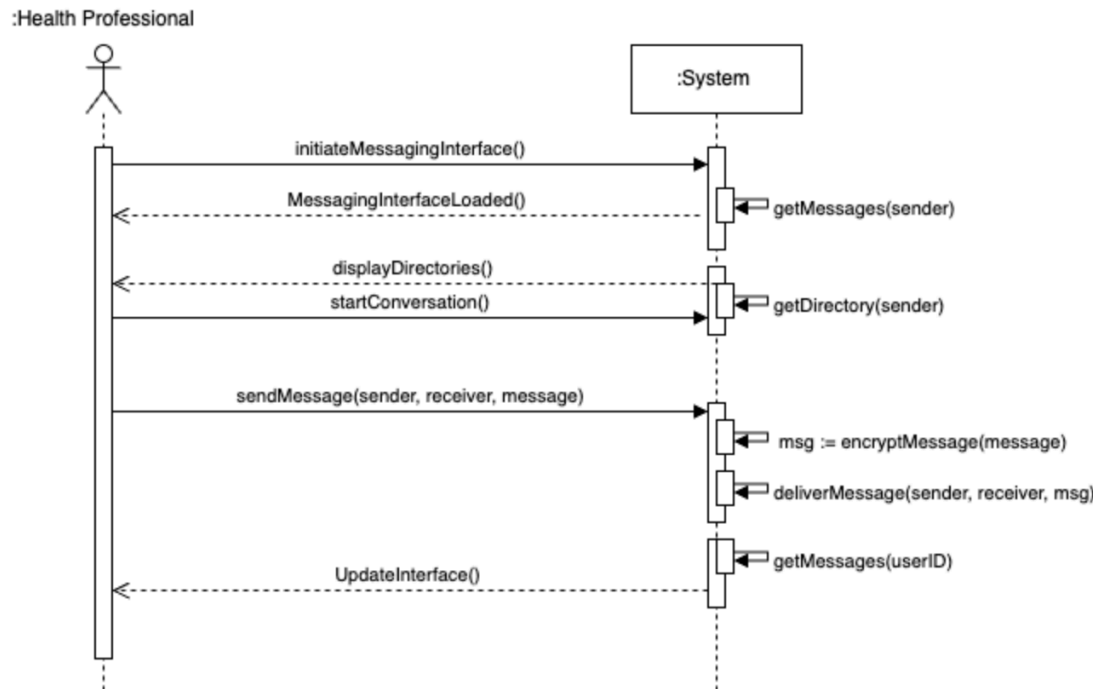 :Health Professional
:System
initiateMessagingInterface()
MessagingInterfaceLoaded()
getMessages(sender)
displayDirectories()
startConversation()
getDirectory(sender)
sendMessage(sender, receiver, message)
msg := encryptMessage(message)
deliverMessage(sender, receiver, msg)
getMessages(userID)
UpdateInterface()